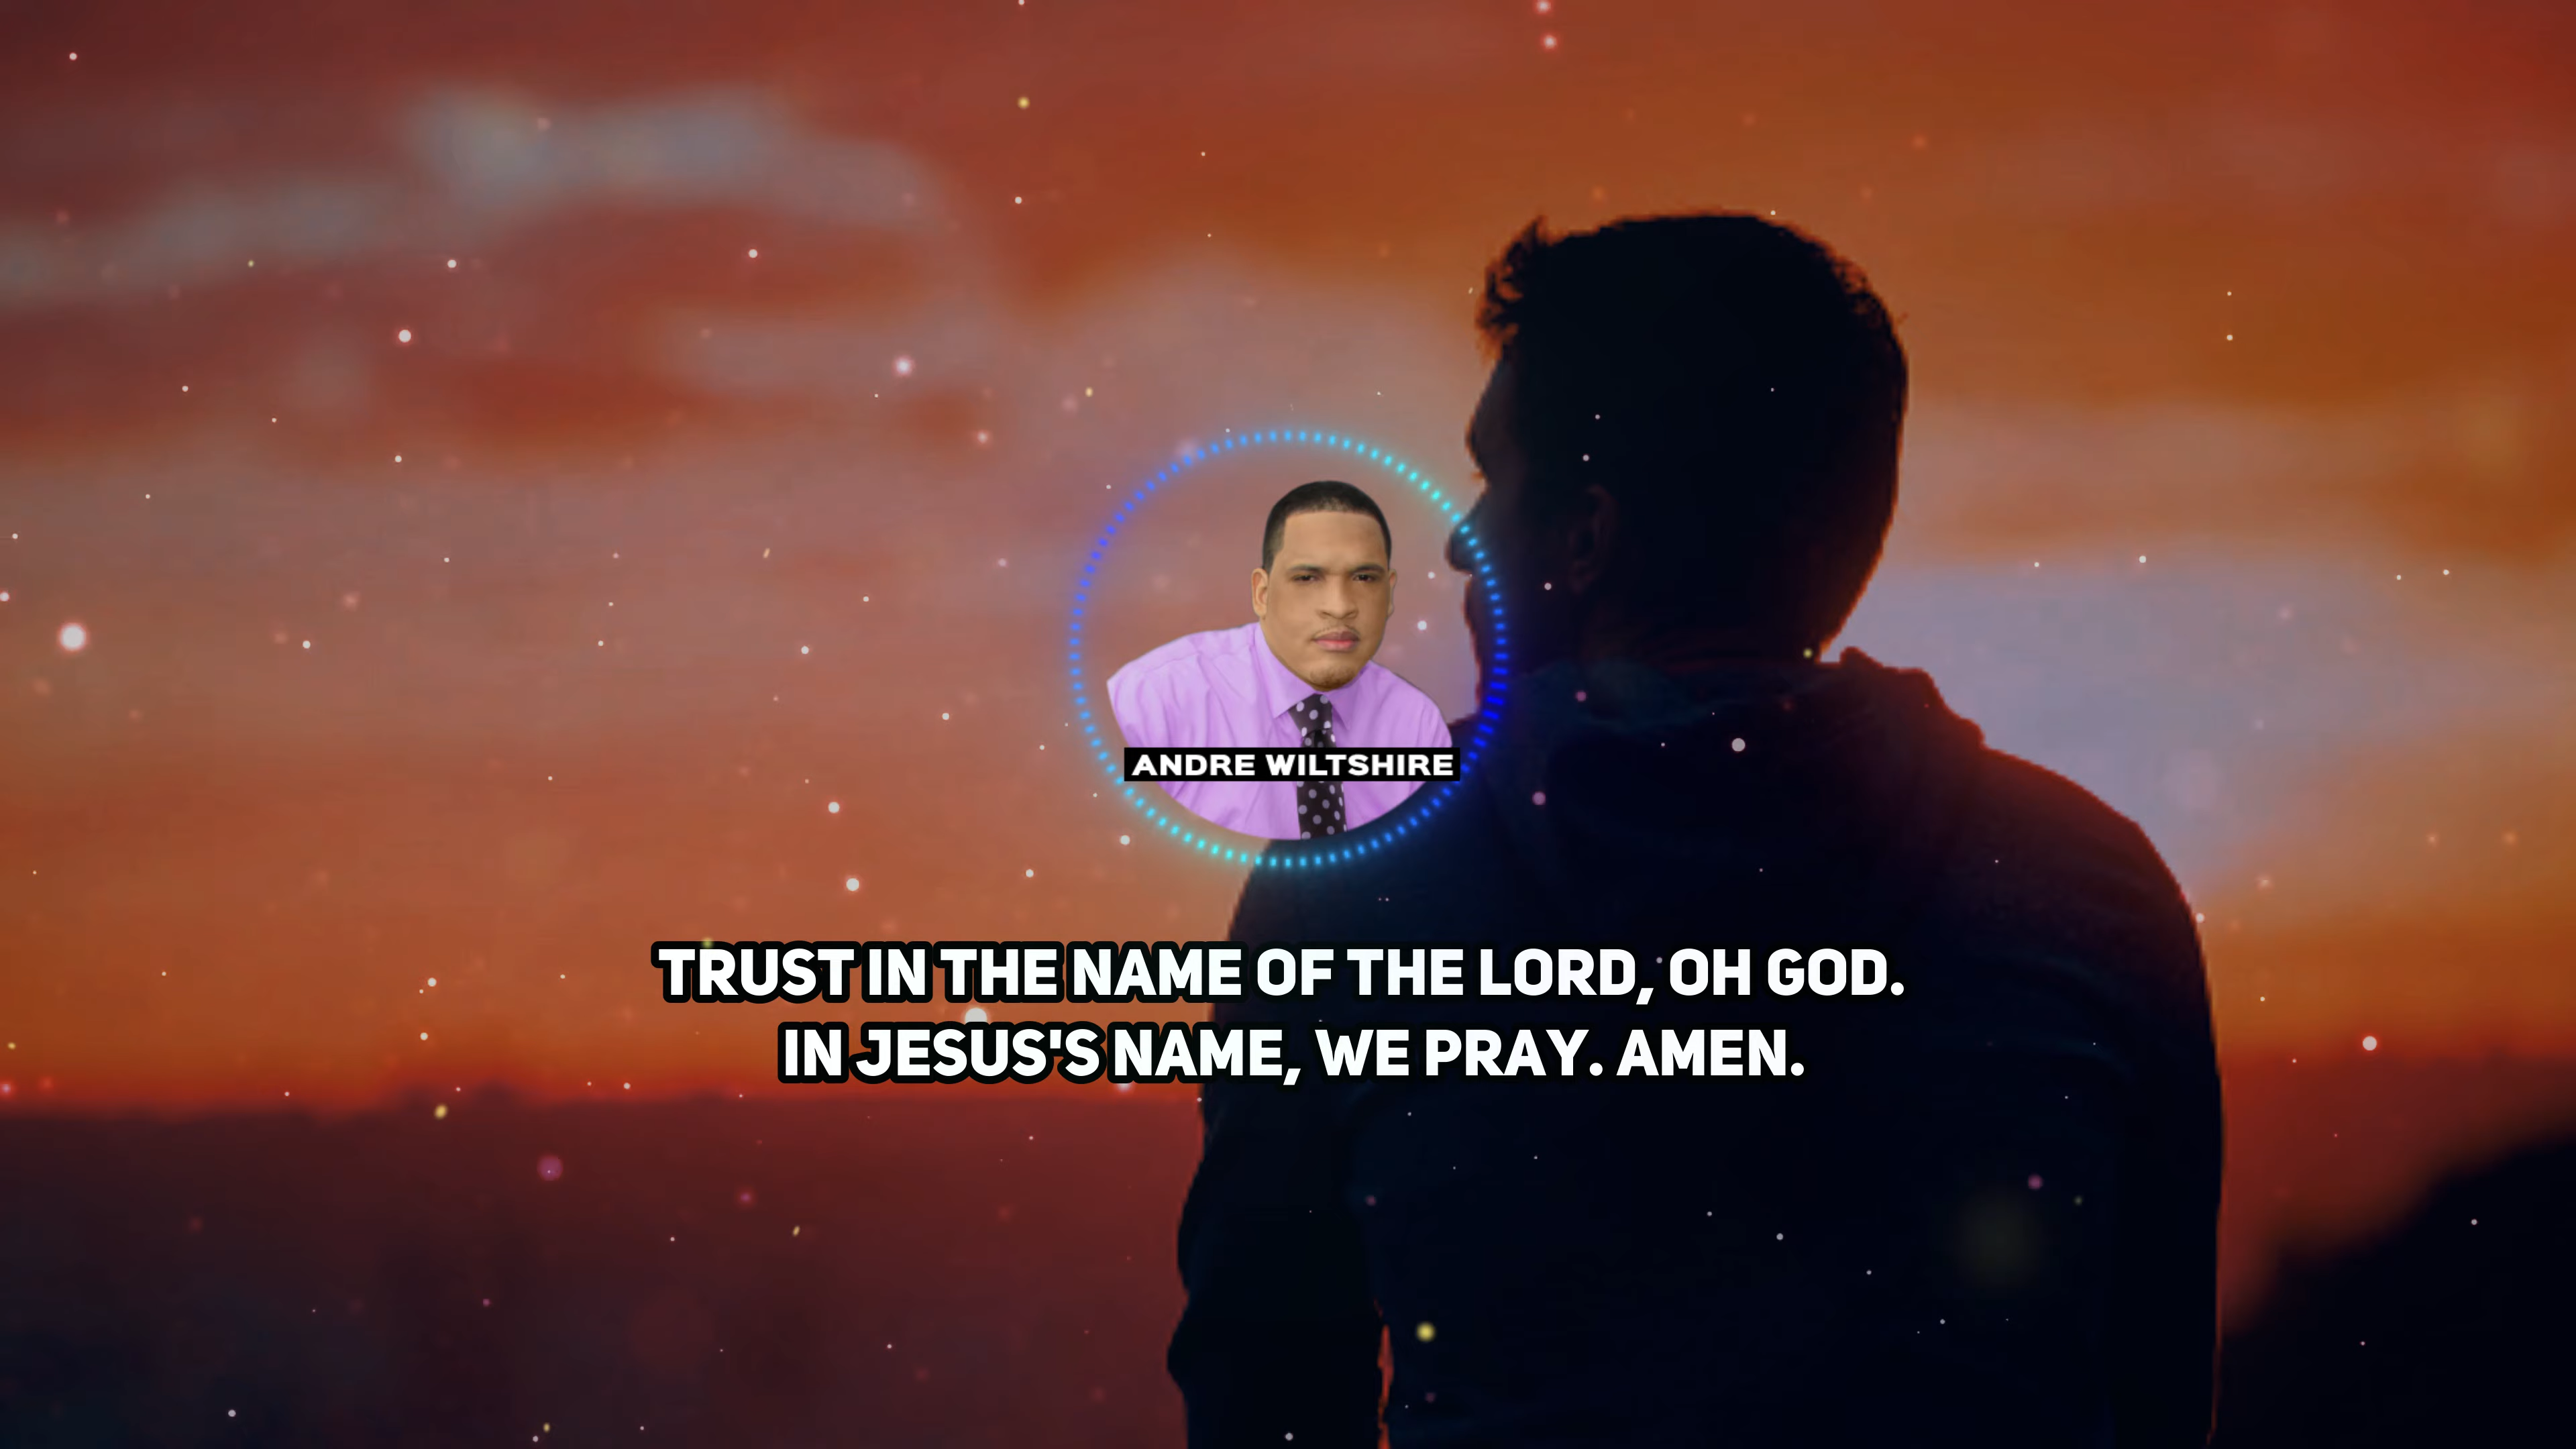 ANDRE WILTSHIRE
TRUST IN THE NAME OF THE LORD, OH GOD.
IN JESUS'S NAME, WE PRAY. AMEN.